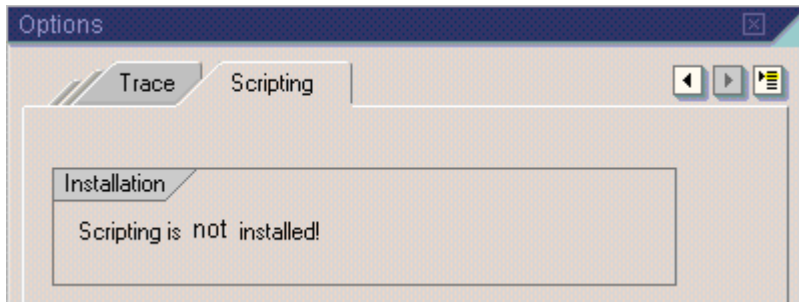 Options
Trace
Scripting
Installation
Scripting is not installed!